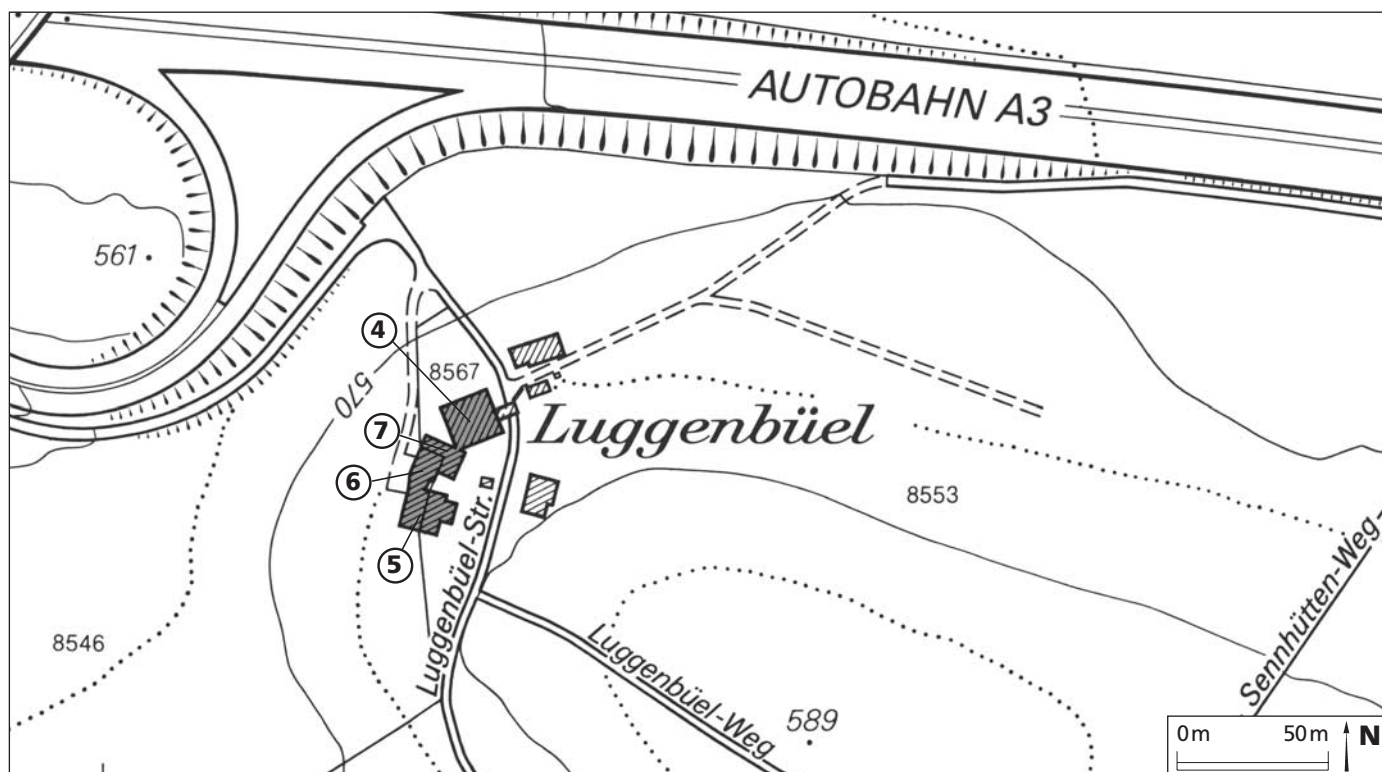 AUTOBAHN A3
561
4
8567
570
7
Luggenbüel
6
8553
Luggenbüel-Str.
5
Sennhütten-Weg
8546
Luggenbüel-Weg
589
0 m 50 m N